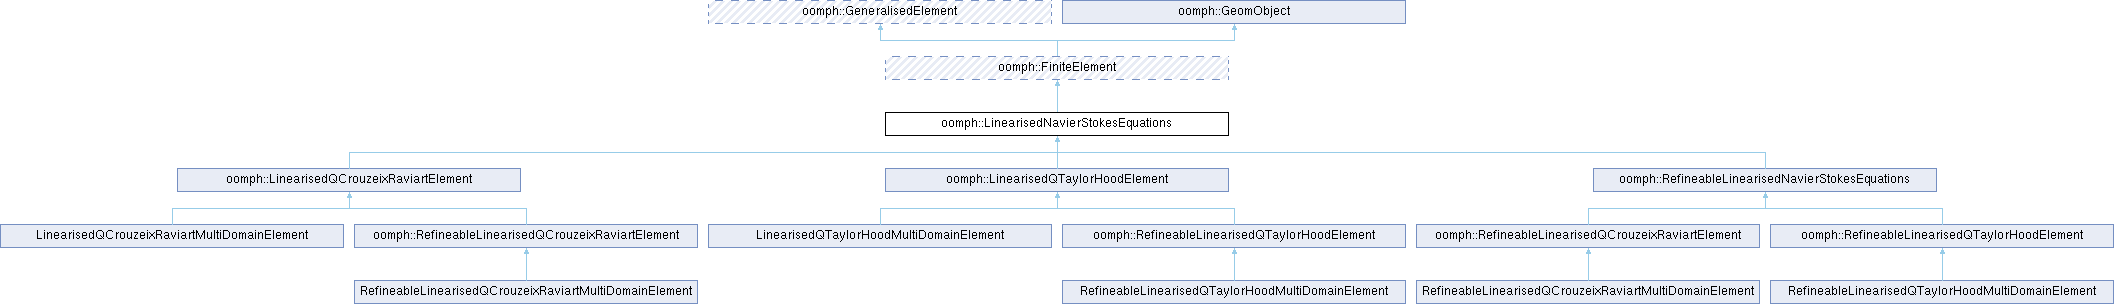 oomph::GeneralisedElement
oomph::GeomObject
oomph::FiniteElement
oomph::LinearisedNavierStokesEquations
oomph::LinearisedQCrouzeixRaviartElement
oomph::LinearisedQTaylorHoodElement
oomph::RefineableLinearisedNavierStokesEquations
LinearisedQCrouzeixRaviartMultiDomainElement
oomph::RefineableLinearisedQCrouzeixRaviartElement
LinearisedQTaylorHoodMultiDomainElement
oomph::RefineableLinearisedQTaylorHoodElement
oomph::RefineableLinearisedQCrouzeixRaviartElement
oomph::RefineableLinearisedQTaylorHoodElement
RefineableLinearisedQCrouzeixRaviartMultiDomainElement
RefineableLinearisedQTaylorHoodMultiDomainElement
RefineableLinearisedQCrouzeixRaviartMultiDomainElement
RefineableLinearisedQTaylorHoodMultiDomainElement